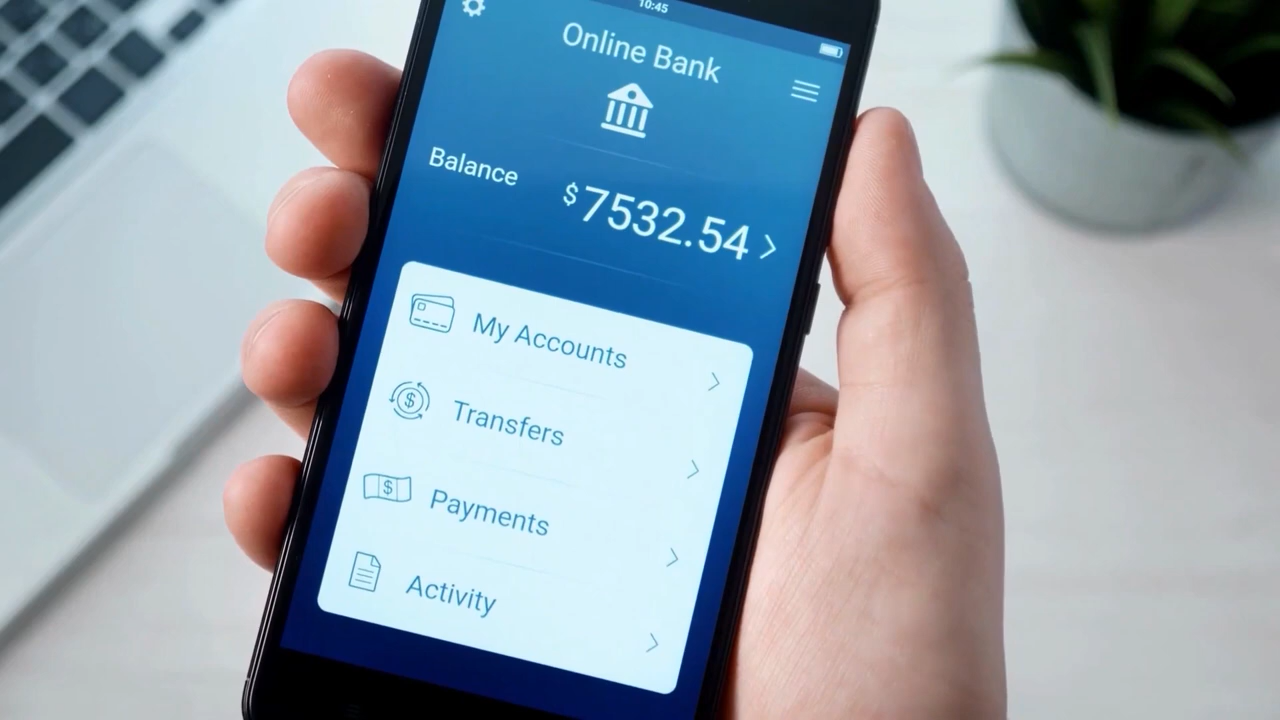 10:45
Online Bank
Balance $7532.54
My Accounts
Transfers
Payments
Activity